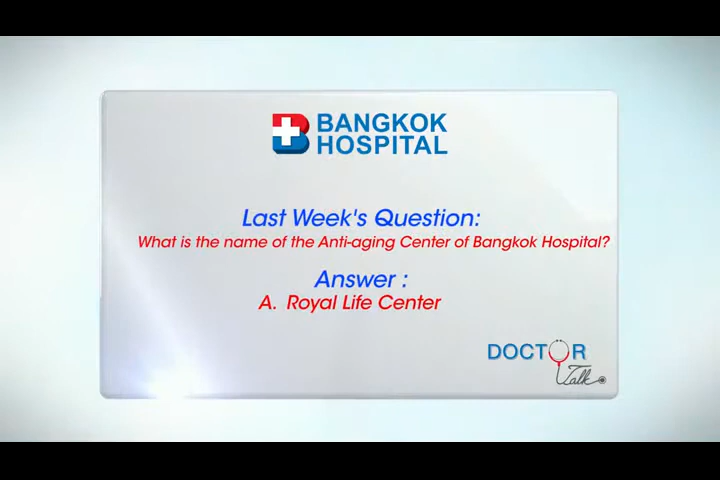 BANGKOK
HOSPITAL
Last Week's Question:
What is the name of the Anti-aging Center of Bangkok Hospital?
Answer :
A. Royal Life Center
DOCTOR
Talk